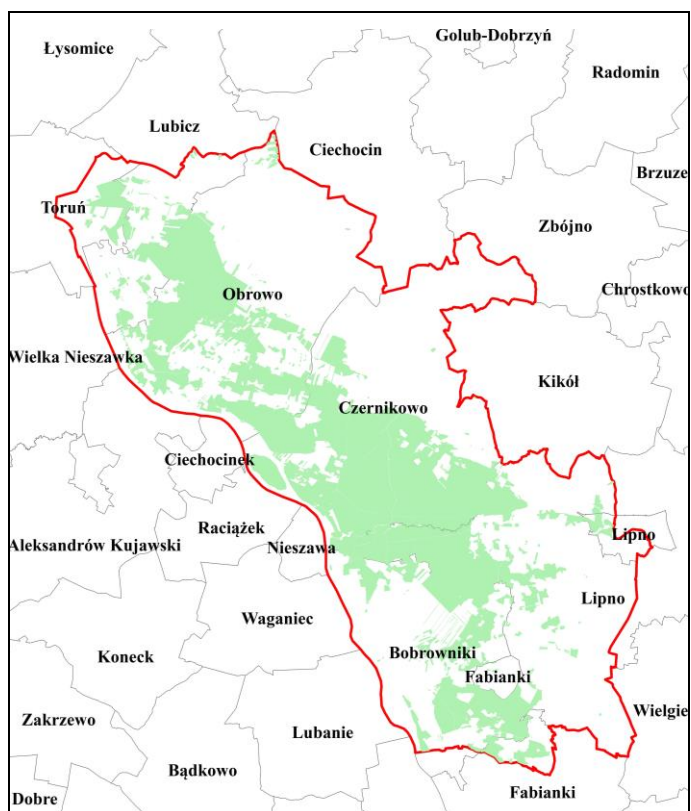 Golub-Dobrzyń
Łysomice
Radomin
Lubicz
Ciechocin
Brzuze
Toruń
Zbójno
Chrostkowo
Obrowo
Wielka Nieszawka
Kikół
Czernikowo
Ciechocinek
Raciążek
Lipno
Aleksandrów Kujawski
Nieszawa
Lipno
Waganiec
Koneck
Bobrowniki
Fabianki
Wielgie
Zakrzewo
Lubanie
Bądkowo
Dobre
Fabianki